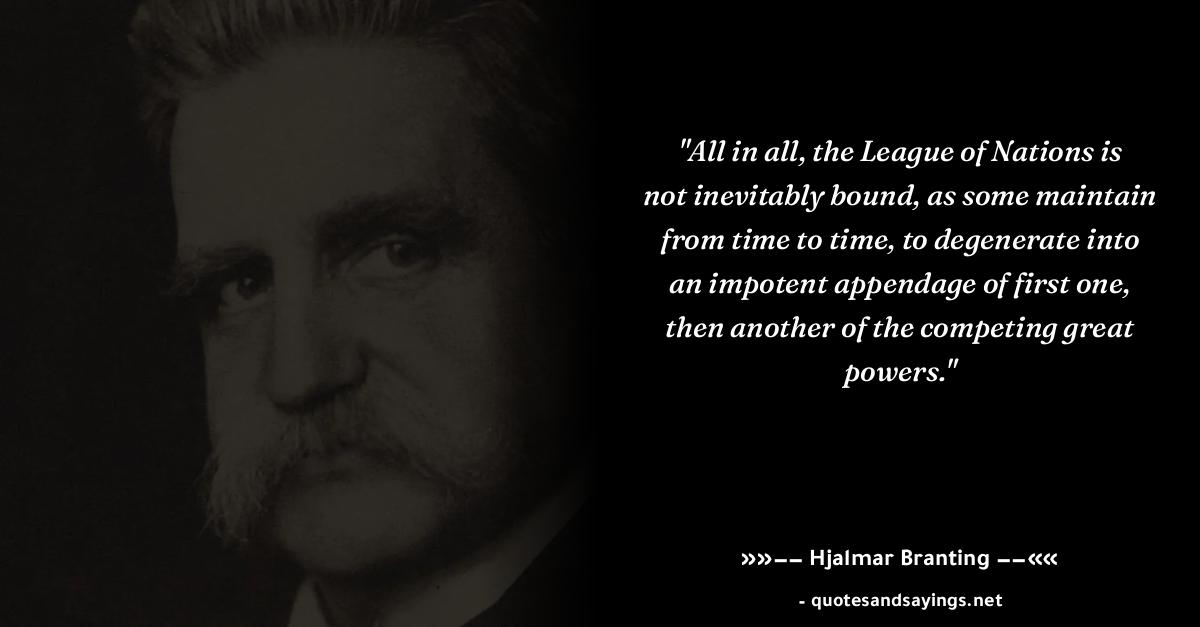 "All in all, the League of Nations is
not inevitably bound, as some maintain
from time to time, to degenerate into
an impotent appendage of first one,
then another of the competing great
powers."
»»−− Hjalmar Branting −−««
- quotesandsayings.net